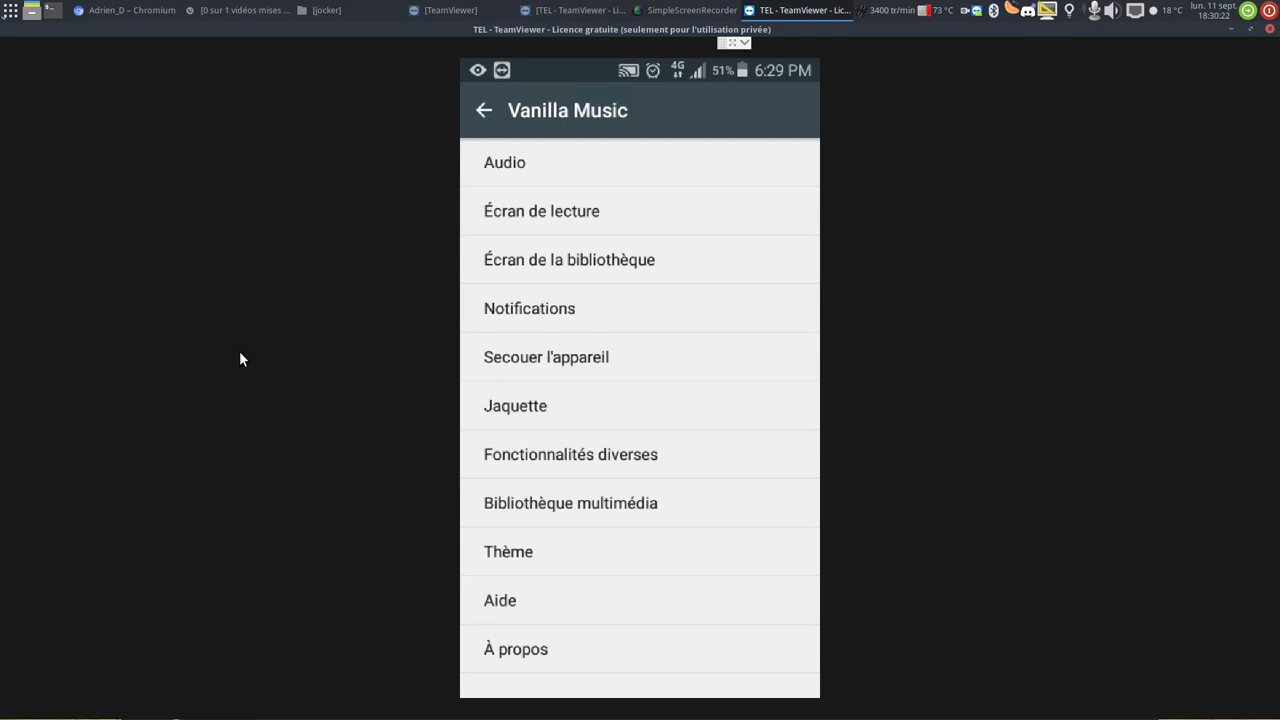 Adrien_D – Chromium
[0 sur 1 vidéos mises ...
[jocker]
[TeamViewer]
[TEL - TeamViewer - Li...
SimpleScreenRecorder
TEL - TeamViewer - Lic...
3400 tr/min
73 °C
18 °C
lun. 11 sept.
18:30:22
TEL - TeamViewer - Licence gratuite (seulement pour l'utilisation privée)
4G
51%
6:29 PM
Vanilla Music
Audio
Écran de lecture
Écran de la bibliothèque
Notifications
Secouer l'appareil
Jaquette
Fonctionnalités diverses
Bibliothèque multimédia
Thème
Aide
À propos